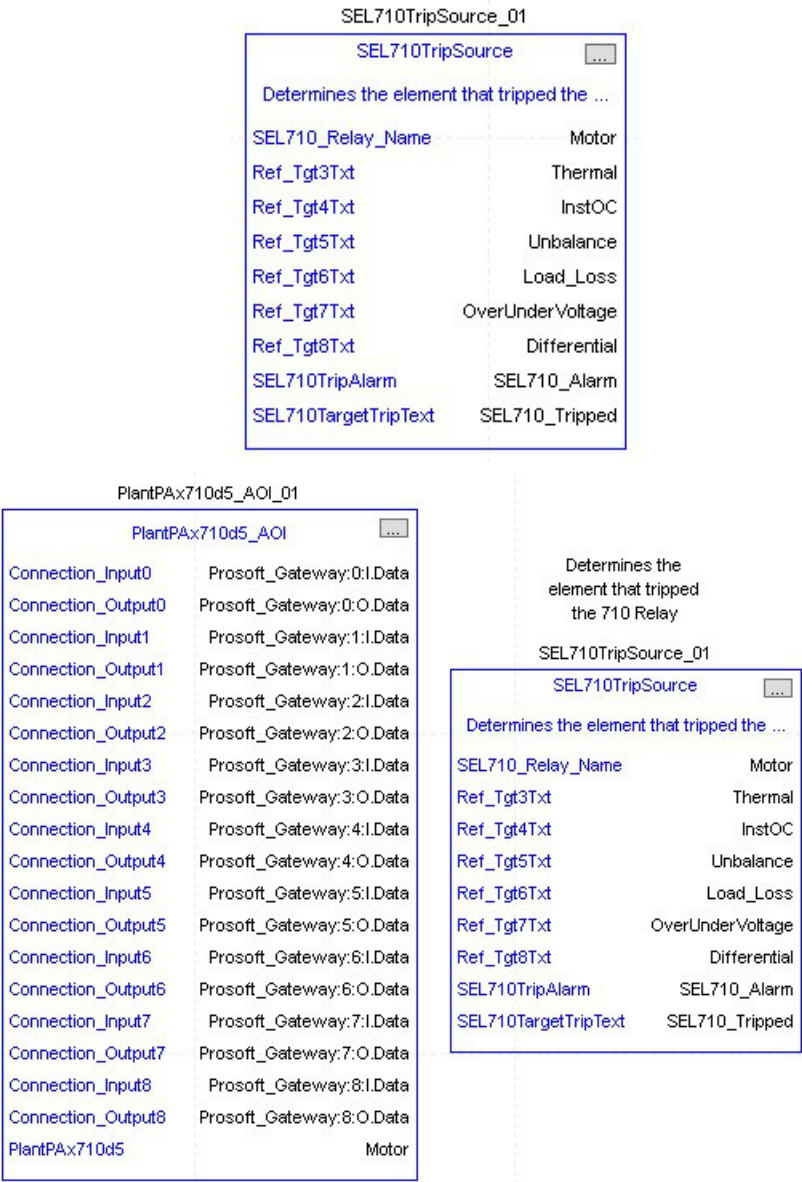 SEL710TripSource_01
SEL710TripSource ...
Determines the element that tripped the ...
SEL710_Relay_Name Motor
Ref_Tgt3Txt Thermal
Ref_Tgt4Txt InstOC
Ref_Tgt5Txt Unbalance
Ref_Tgt6Txt Load_Loss
Ref_Tgt7Txt OverUnderVoltage
Ref_Tgt8Txt Differential
SEL710TripAlarm SEL710_Alarm
SEL710TargetTripText SEL710_Tripped
PlantPAx710d5_AOI_01
PlantPAx710d5_AOI ...
Connection_Input0 Prosoft_Gateway:0:I.Data
Connection_Output0 Prosoft_Gateway:0:O.Data
Connection_Input1 Prosoft_Gateway:1:I.Data
Connection_Output1 Prosoft_Gateway:1:O.Data
Connection_Input2 Prosoft_Gateway:2:I.Data
Connection_Output2 Prosoft_Gateway:2:O.Data
Connection_Input3 Prosoft_Gateway:3:I.Data
Connection_Output3 Prosoft_Gateway:3:O.Data
Connection_Input4 Prosoft_Gateway:4:I.Data
Connection_Output4 Prosoft_Gateway:4:O.Data
Connection_Input5 Prosoft_Gateway:5:I.Data
Connection_Output5 Prosoft_Gateway:5:O.Data
Connection_Input6 Prosoft_Gateway:6:I.Data
Connection_Output6 Prosoft_Gateway:6:O.Data
Connection_Input7 Prosoft_Gateway:7:I.Data
Connection_Output7 Prosoft_Gateway:7:O.Data
Connection_Input8 Prosoft_Gateway:8:I.Data
Connection_Output8 Prosoft_Gateway:8:O.Data
PlantPAx710d5 Motor
Determines the
element that tripped
the 710 Relay
SEL710TripSource_01
SEL710TripSource ...
Determines the element that tripped the ...
SEL710_Relay_Name Motor
Ref_Tgt3Txt Thermal
Ref_Tgt4Txt InstOC
Ref_Tgt5Txt Unbalance
Ref_Tgt6Txt Load_Loss
Ref_Tgt7Txt OverUnderVoltage
Ref_Tgt8Txt Differential
SEL710TripAlarm SEL710_Alarm
SEL710TargetTripText SEL710_Tripped